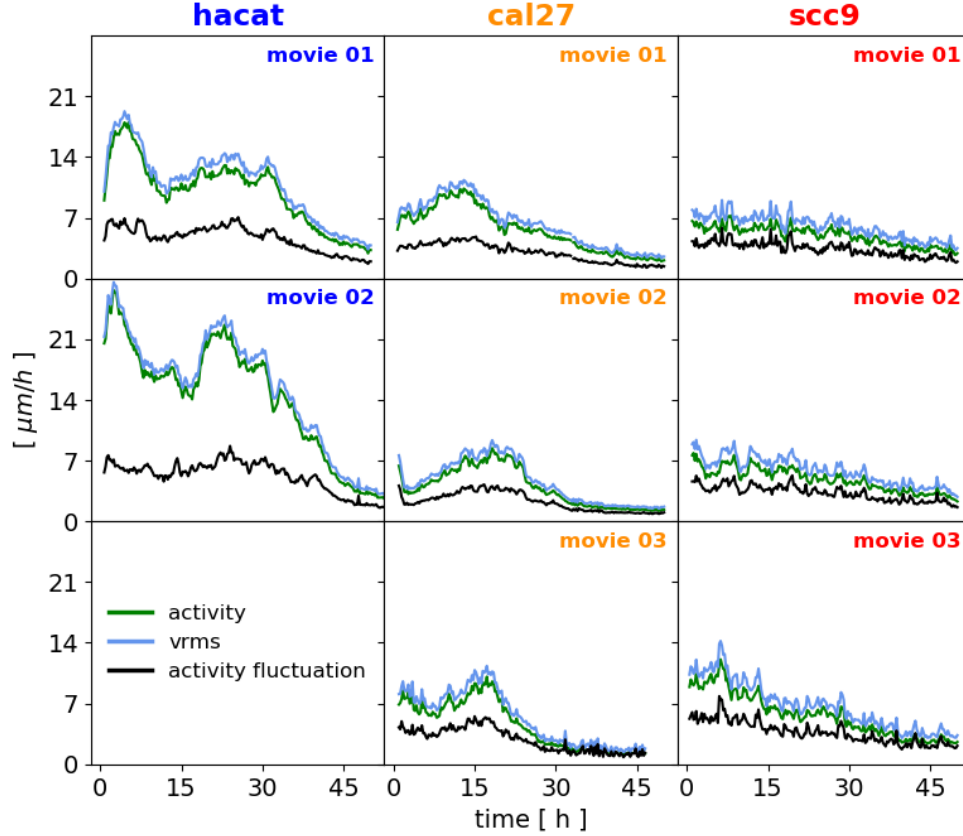 hacat cal27 scc9
movie 01 movie 01 movie 01
21
14
7
0
movie 02 movie 02 movie 02
21
14
7
0
[ μm/h ]
movie 03 movie 03
21
14
7
0
activity
vrms
activity fluctuation
0 15 30 45 0 15 30 45 0 15 30 45
time [ h ]